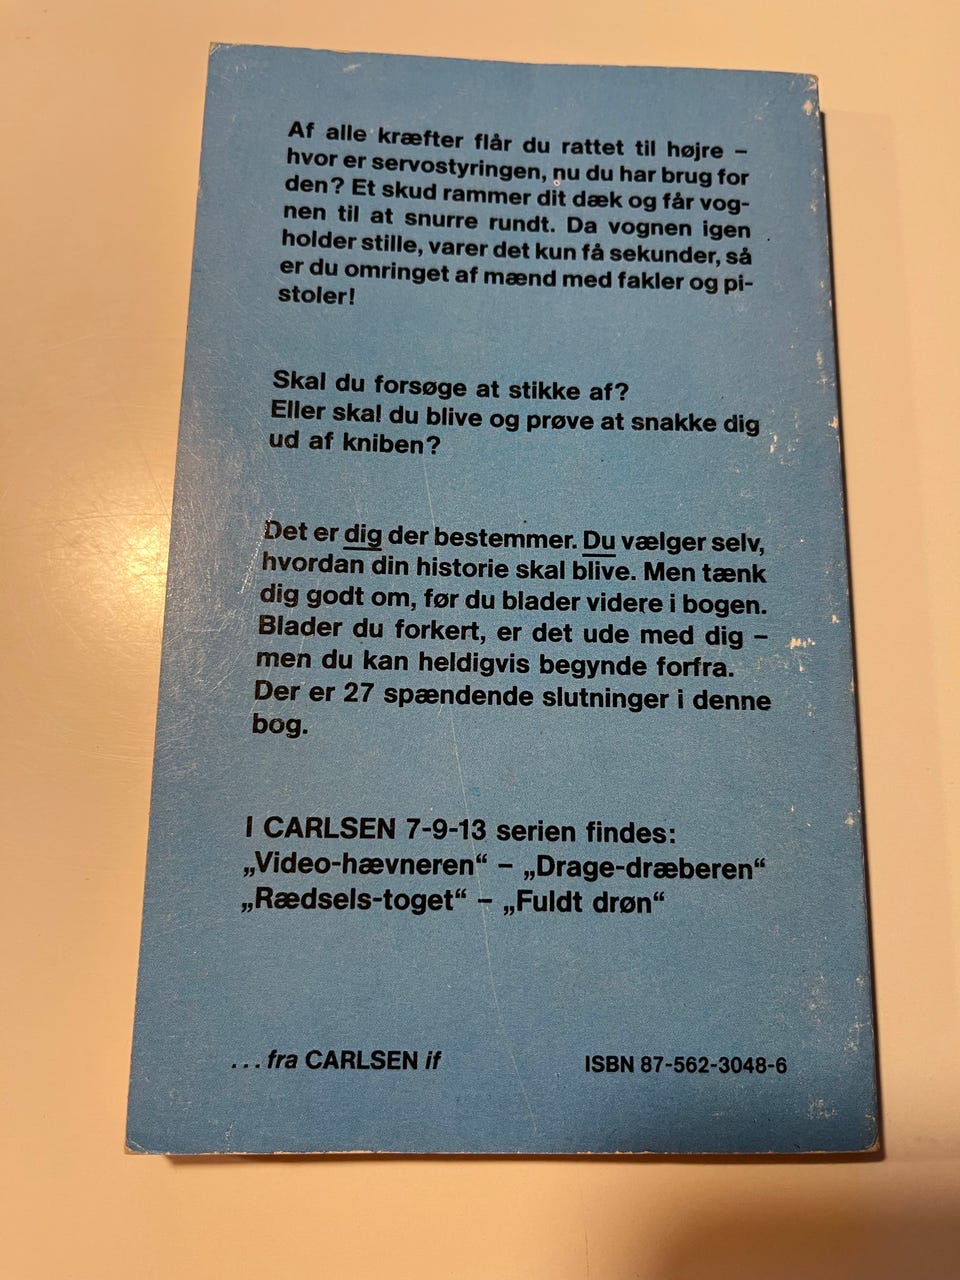 Af alle kræfter flår du rattet til højre –
hvor er servostyringen, nu du har brug for
den? Et skud rammer dit dæk og får vog-
nen til at snurre rundt. Da vognen igen
holder stille, varer det kun få sekunder, så
er du omringet af mænd med fakler og pi-
stoler!
Skal du forsøge at stikke af?
Eller skal du blive og prøve at snakke dig
ud af kniben?
Det er dig der bestemmer. Du vælger selv,
hvordan din historie skal blive. Men tænk
dig godt om, før du blader videre i bogen.
Blader du forkert, er det ude med dig –
men du kan heldigvis begynde forfra.
Der er 27 spændende slutninger i denne
bog.
I CARLSEN 7-9-13 serien findes:
„Video-hævneren“ – „Drage-dræberen“
„Rædsels-toget“ – „Fuldt drøn“
...fra CARLSEN if
ISBN 87-562-3048-6